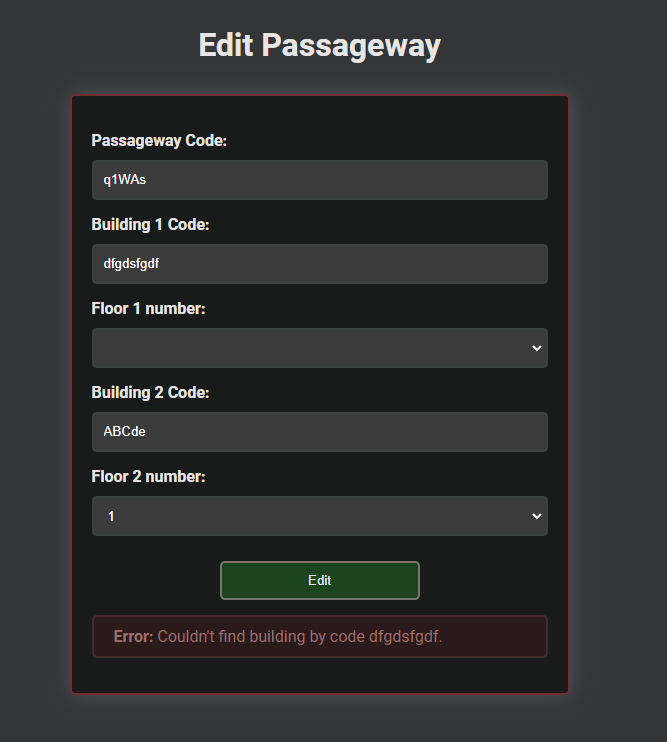 Edit Passageway
Passageway Code:
q1WAs
Building 1 Code:
dfgdsfgdf
Floor 1 number:
Building 2 Code:
ABCde
Floor 2 number:
1
Edit
Error: Couldn't find building by code dfgdsfgdf.